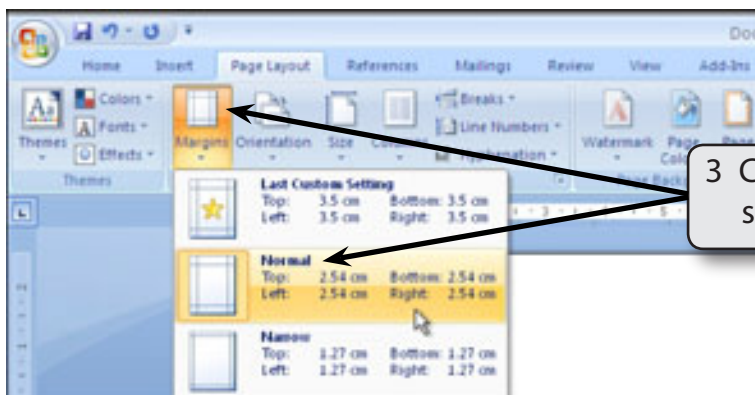 Doc
Home Insert Page Layout References Mailings Review View Add-Ins
Themes Colors Fonts Effects Margins Orientation Size Columns Breaks Line Numbers Watermark Page
Themes
Last Custom Setting
Top: 3.5 cm Bottom: 3.5 cm
Left: 3.5 cm Right: 3.5 cm
Normal
Top: 2.54 cm Bottom: 2.54 cm
Left: 2.54 cm Right: 2.54 cm
Narrow
Top: 1.27 cm Bottom: 1.27 cm
Left: 1.27 cm Right: 1.27 cm
3 C
s